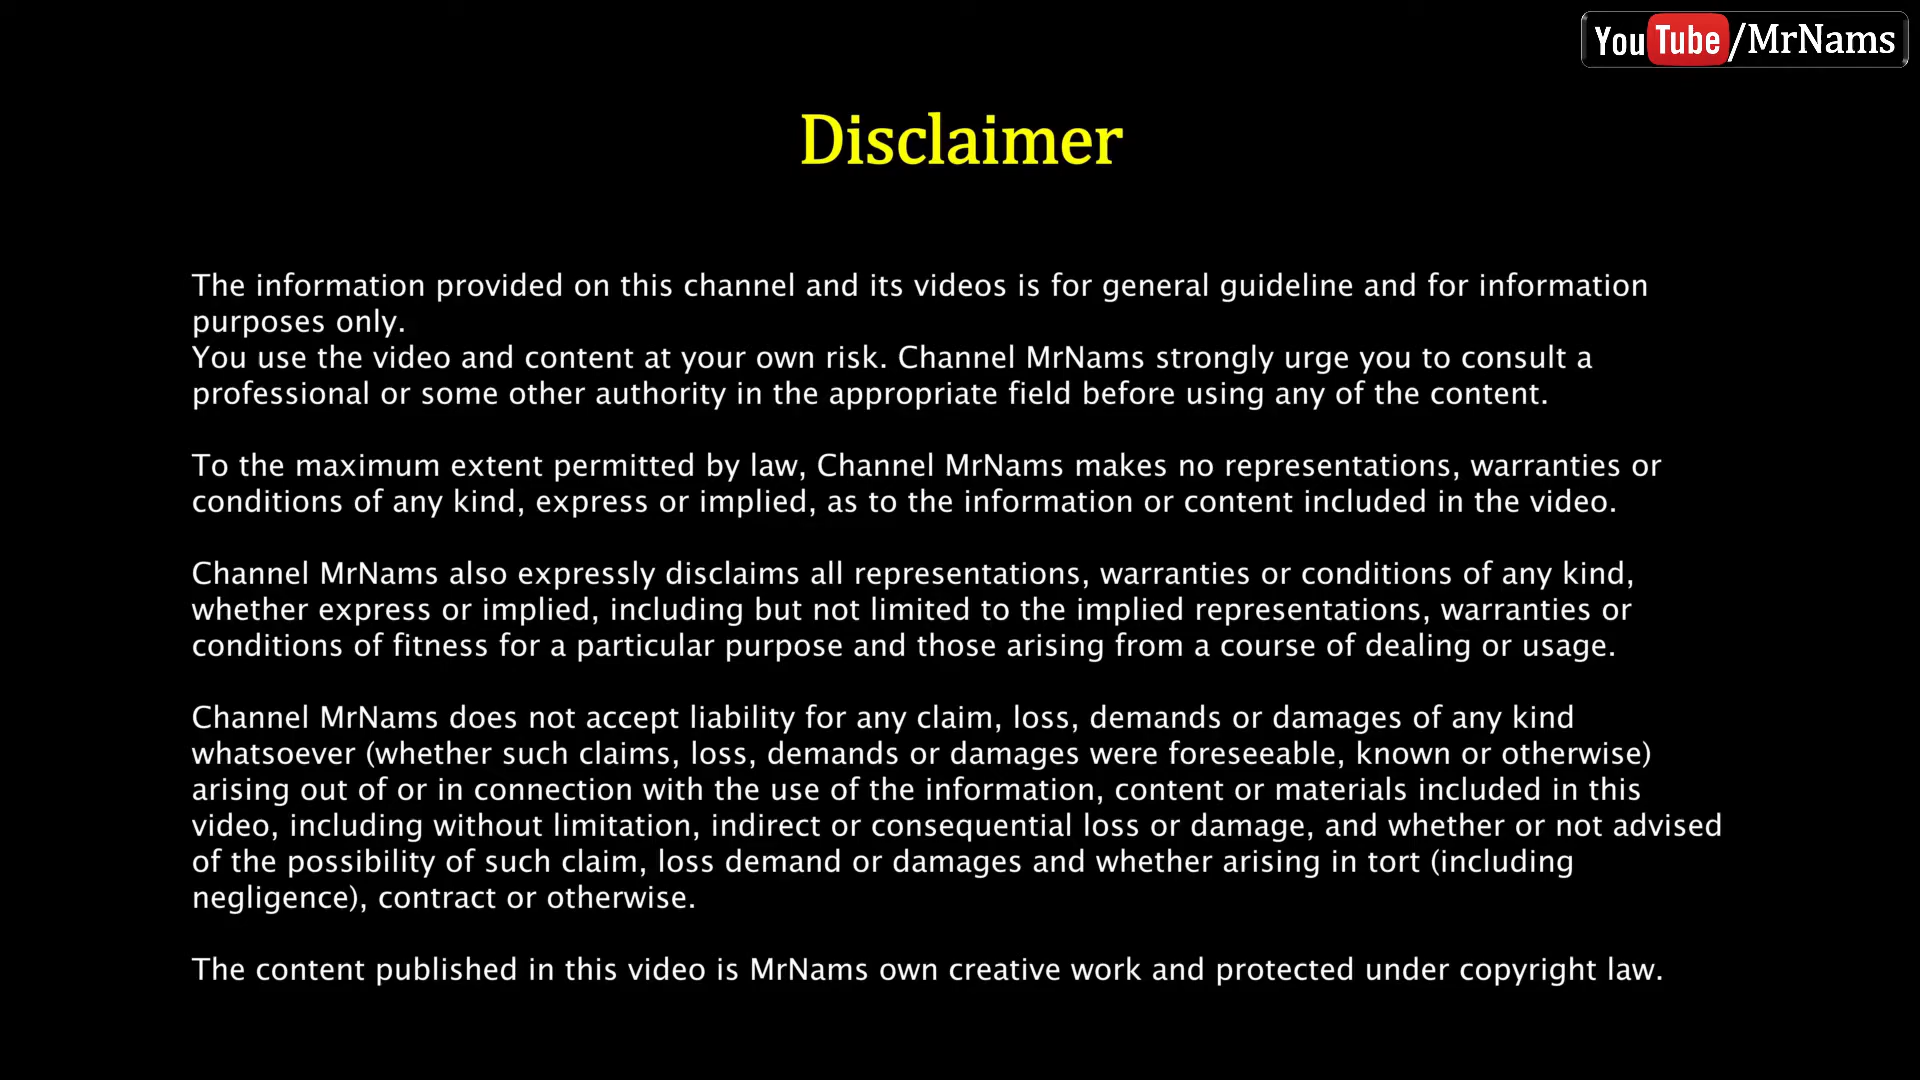 YouTube/MrNams
Disclaimer
The information provided on this channel and its videos is for general guideline and for information
purposes only.
You use the video and content at your own risk. Channel MrNams strongly urge you to consult a
professional or some other authority in the appropriate field before using any of the content.
To the maximum extent permitted by law, Channel MrNams makes no representations, warranties or
conditions of any kind, express or implied, as to the information or content included in the video.
Channel MrNams also expressly disclaims all representations, warranties or conditions of any kind,
whether express or implied, including but not limited to the implied representations, warranties or
conditions of fitness for a particular purpose and those arising from a course of dealing or usage.
Channel MrNams does not accept liability for any claim, loss, demands or damages of any kind
whatsoever (whether such claims, loss, demands or damages were foreseeable, known or otherwise)
arising out of or in connection with the use of the information, content or materials included in this
video, including without limitation, indirect or consequential loss or damage, and whether or not advised
of the possibility of such claim, loss demand or damages and whether arising in tort (including
negligence), contract or otherwise.
The content published in this video is MrNams own creative work and protected under copyright law.